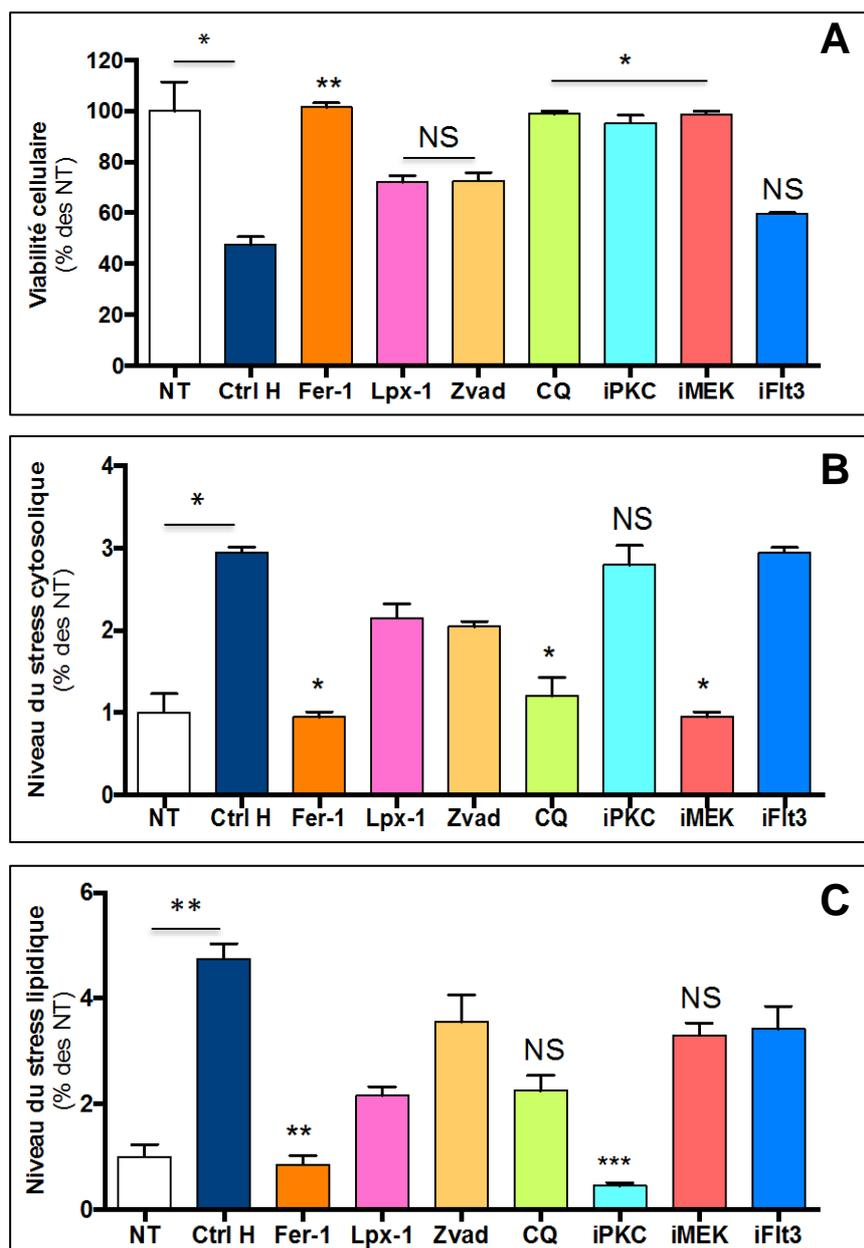 A
*
120
100
80
60
40
20
0
Viabilité cellulaire
(% des NT)
**
NS
*
NS
NT Ctrl H Fer-1 Lpx-1 Zvad CQ iPKC iMEK iFlt3
B
4
3
2
1
0
Niveau du stress cytosolique
(% des NT)
*
*
*
NS
*
NT Ctrl H Fer-1 Lpx-1 Zvad CQ iPKC iMEK iFlt3
C
6
4
2
0
Niveau du stress lipidique
(% des NT)
**
**
NS
***
NS
NT Ctrl H Fer-1 Lpx-1 Zvad CQ iPKC iMEK iFlt3